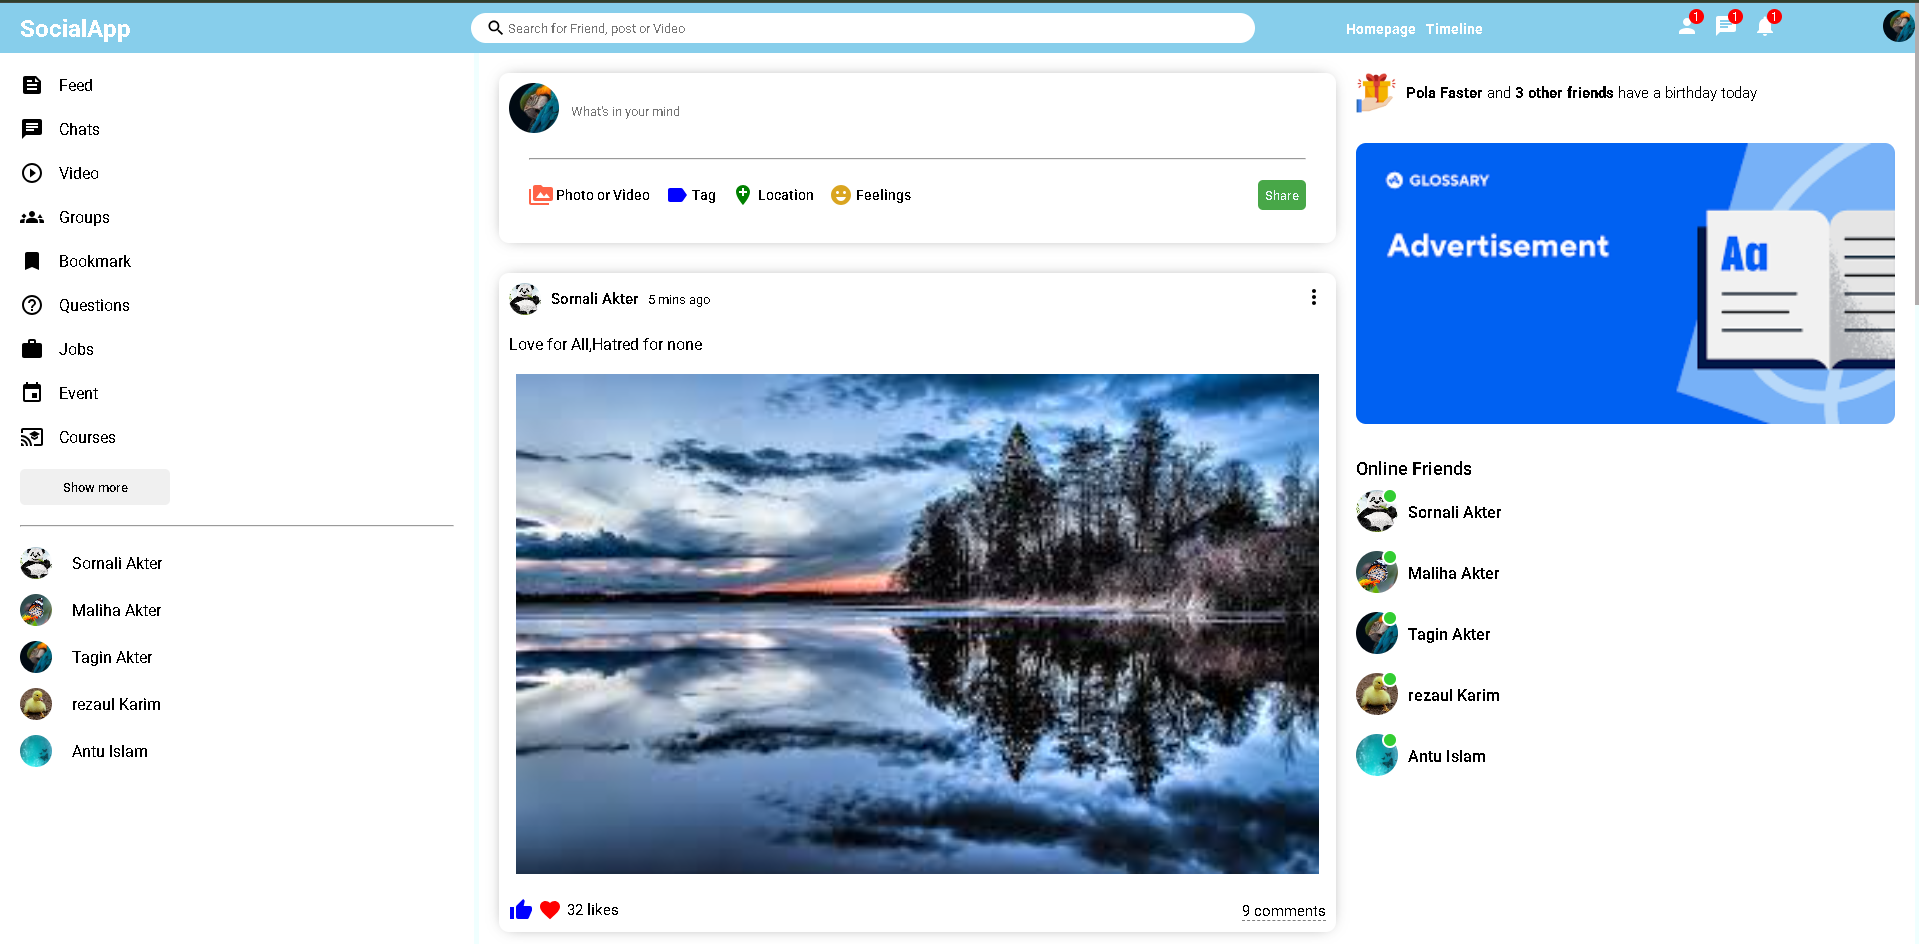 SocialApp
Search for Friend, post or Video
Homepage Timeline
1 1 1
Feed
Chats
Video
Groups
Bookmark
Questions
Jobs
Event
Courses
Show more
Sornali Akter
Maliha Akter
Tagin Akter
rezaul Karim
Antu Islam
What's in your mind
Photo or Video Tag Location Feelings Share
Sornali Akter 5 mins ago
Love for All,Hatred for none
32 likes 9 comments
Pola Faster and 3 other friends have a birthday today
GLOSSARY
Advertisement
Aa
Online Friends
Sornali Akter
Maliha Akter
Tagin Akter
rezaul Karim
Antu Islam